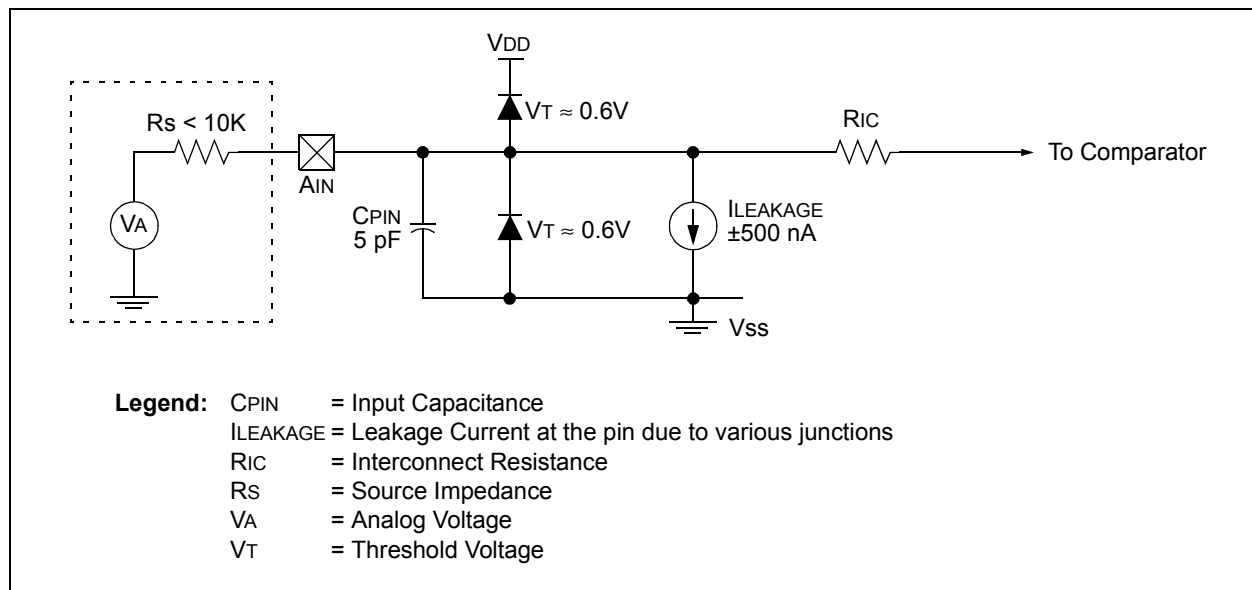 VDD
VT ≈ 0.6V
RS < 10K
RIC
To Comparator
AIN
VA
CPIN
5 pF
VT ≈ 0.6V
ILEAKAGE
±500 nA
VSS
Legend: CPIN = Input Capacitance
ILEAKAGE = Leakage Current at the pin due to various junctions
RIC = Interconnect Resistance
RS = Source Impedance
VA = Analog Voltage
VT = Threshold Voltage